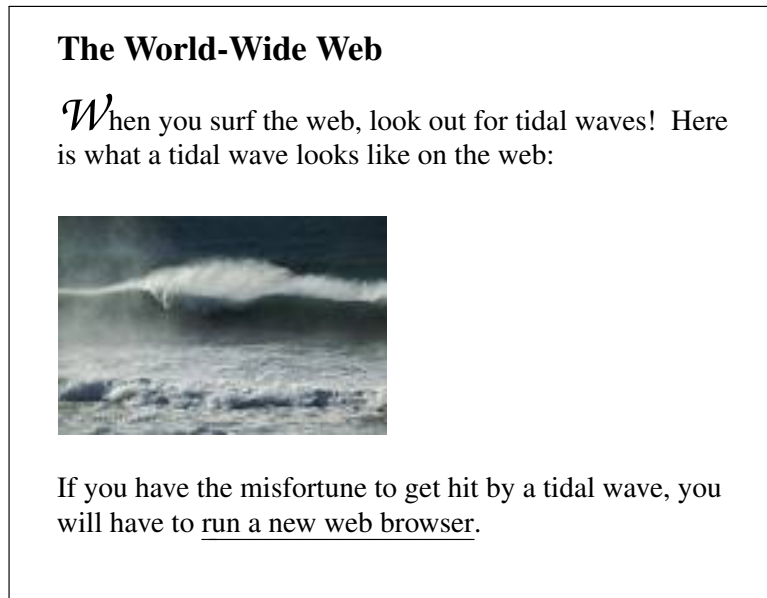 The World-Wide Web
When you surf the web, look out for tidal waves! Here
is what a tidal wave looks like on the web:
If you have the misfortune to get hit by a tidal wave, you
will have to run a new web browser.